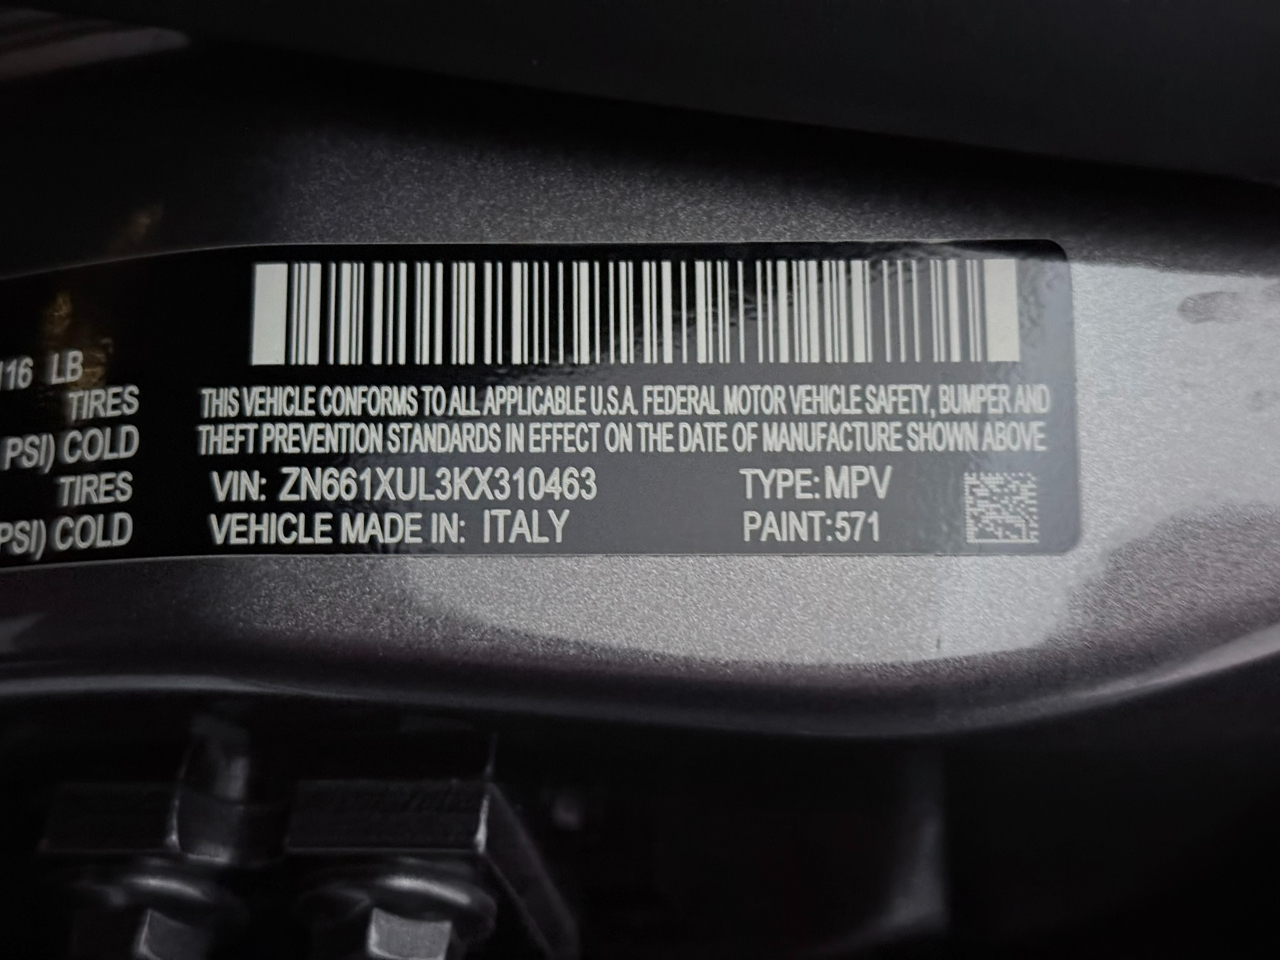 116 LB
TIRES
PSI) COLD
TIRES
PSI) COLD
THIS VEHICLE CONFORMS TO ALL APPLICABLE U.S.A. FEDERAL MOTOR VEHICLE SAFETY, BUMPER AND
THEFT PREVENTION STANDARDS IN EFFECT ON THE DATE OF MANUFACTURE SHOWN ABOVE
VIN: ZN661XUL3KX310463 TYPE:MPV
VEHICLE MADE IN: ITALY PAINT:571